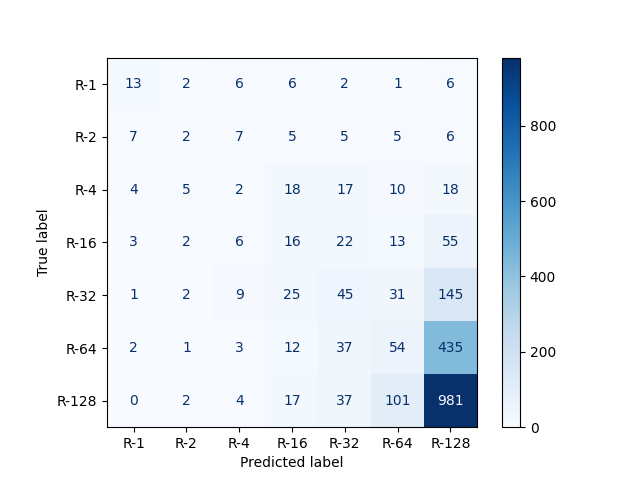 R-1 13 2 6 6 2 1 6
R-2 7 2 7 5 5 5 6
R-4 4 5 2 18 17 10 18
R-16 3 2 6 16 22 13 55
R-32 1 2 9 25 45 31 145
R-64 2 1 3 12 37 54 435
R-128 0 2 4 17 37 101 981
R-1 R-2 R-4 R-16 R-32 R-64 R-128
Predicted label
True label
800
600
400
200
0